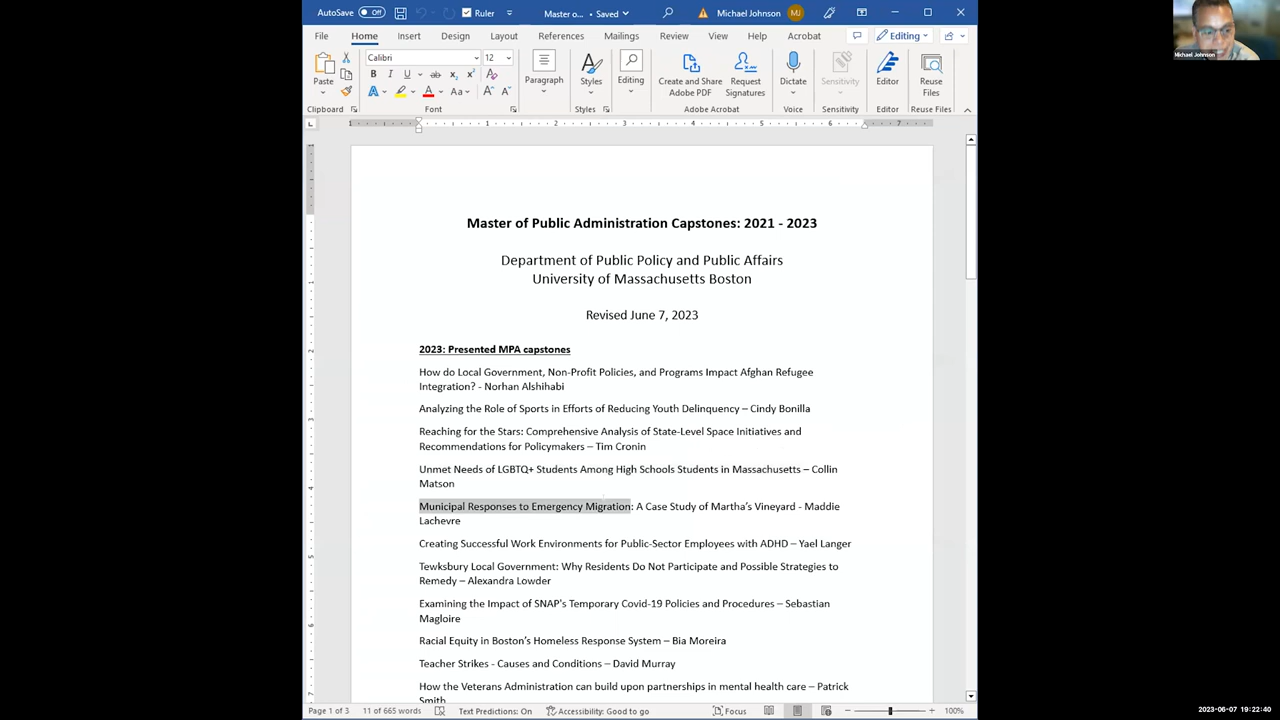 AutoSave Off Ruler Master o... • Saved Michael Johnson MJ
File Home Insert Design Layout References Mailings Review View Help Acrobat Editing
Calibri 12
Paste Paragraph Styles Editing Create and Share Adobe PDF Request Signatures Dictate Sensitivity Editor Reuse Files
Clipboard Font Styles Adobe Acrobat Voice Sensitivity Editor Reuse Files
Michael Johnson
Master of Public Administration Capstones: 2021 - 2023
Department of Public Policy and Public Affairs
University of Massachusetts Boston
Revised June 7, 2023
2023: Presented MPA capstones
How do Local Government, Non-Profit Policies, and Programs Impact Afghan Refugee
Integration? - Norhan Alshihabi
Analyzing the Role of Sports in Efforts of Reducing Youth Delinquency – Cindy Bonilla
Reaching for the Stars: Comprehensive Analysis of State-Level Space Initiatives and
Recommendations for Policymakers – Tim Cronin
Unmet Needs of LGBTQ+ Students Among High Schools Students in Massachusetts – Collin
Matson
Municipal Responses to Emergency Migration: A Case Study of Martha's Vineyard - Maddie
Lachevre
Creating Successful Work Environments for Public-Sector Employees with ADHD – Yael Langer
Tewksbury Local Government: Why Residents Do Not Participate and Possible Strategies to
Remedy – Alexandra Lowder
Examining the Impact of SNAP's Temporary Covid-19 Policies and Procedures – Sebastian
Magloire
Racial Equity in Boston's Homeless Response System – Bia Moreira
Teacher Strikes - Causes and Conditions – David Murray
How the Veterans Administration can build upon partnerships in mental health care – Patrick
Smith
Page 1 of 3 11 of 665 words Text Predictions: On Accessibility: Good to go Focus 100%
2023-06-07 19:22:40